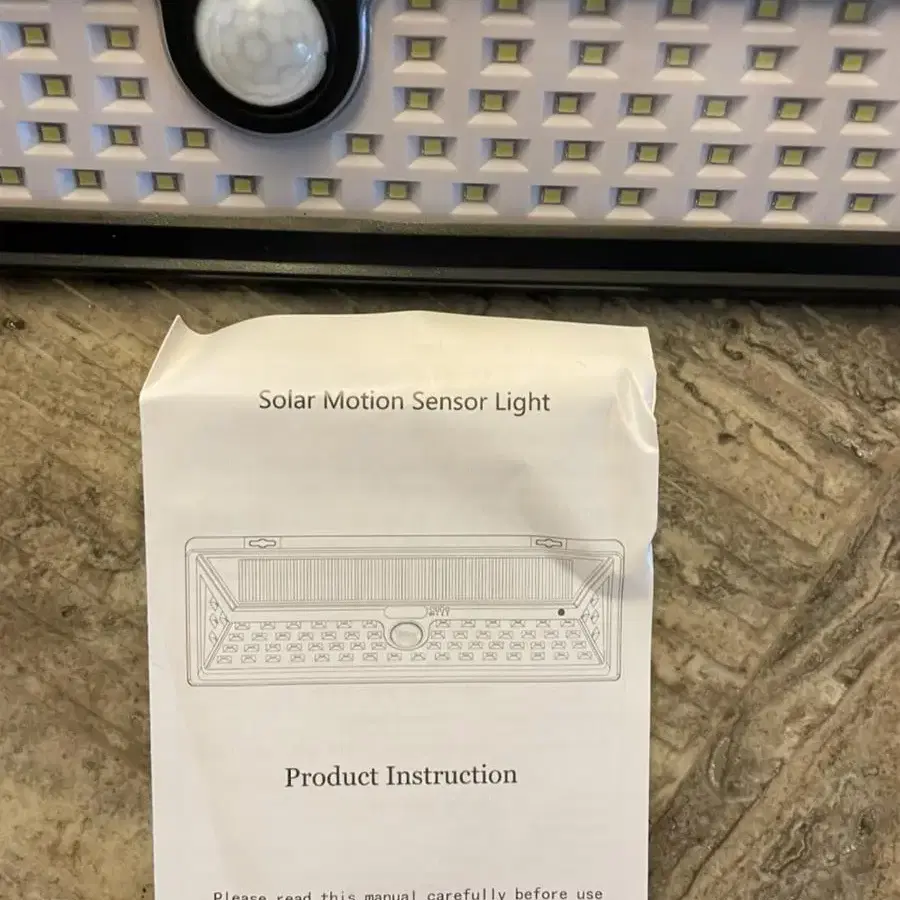 Solar Motion Sensor Light
Product Instruction
Please read this manual carefully before use